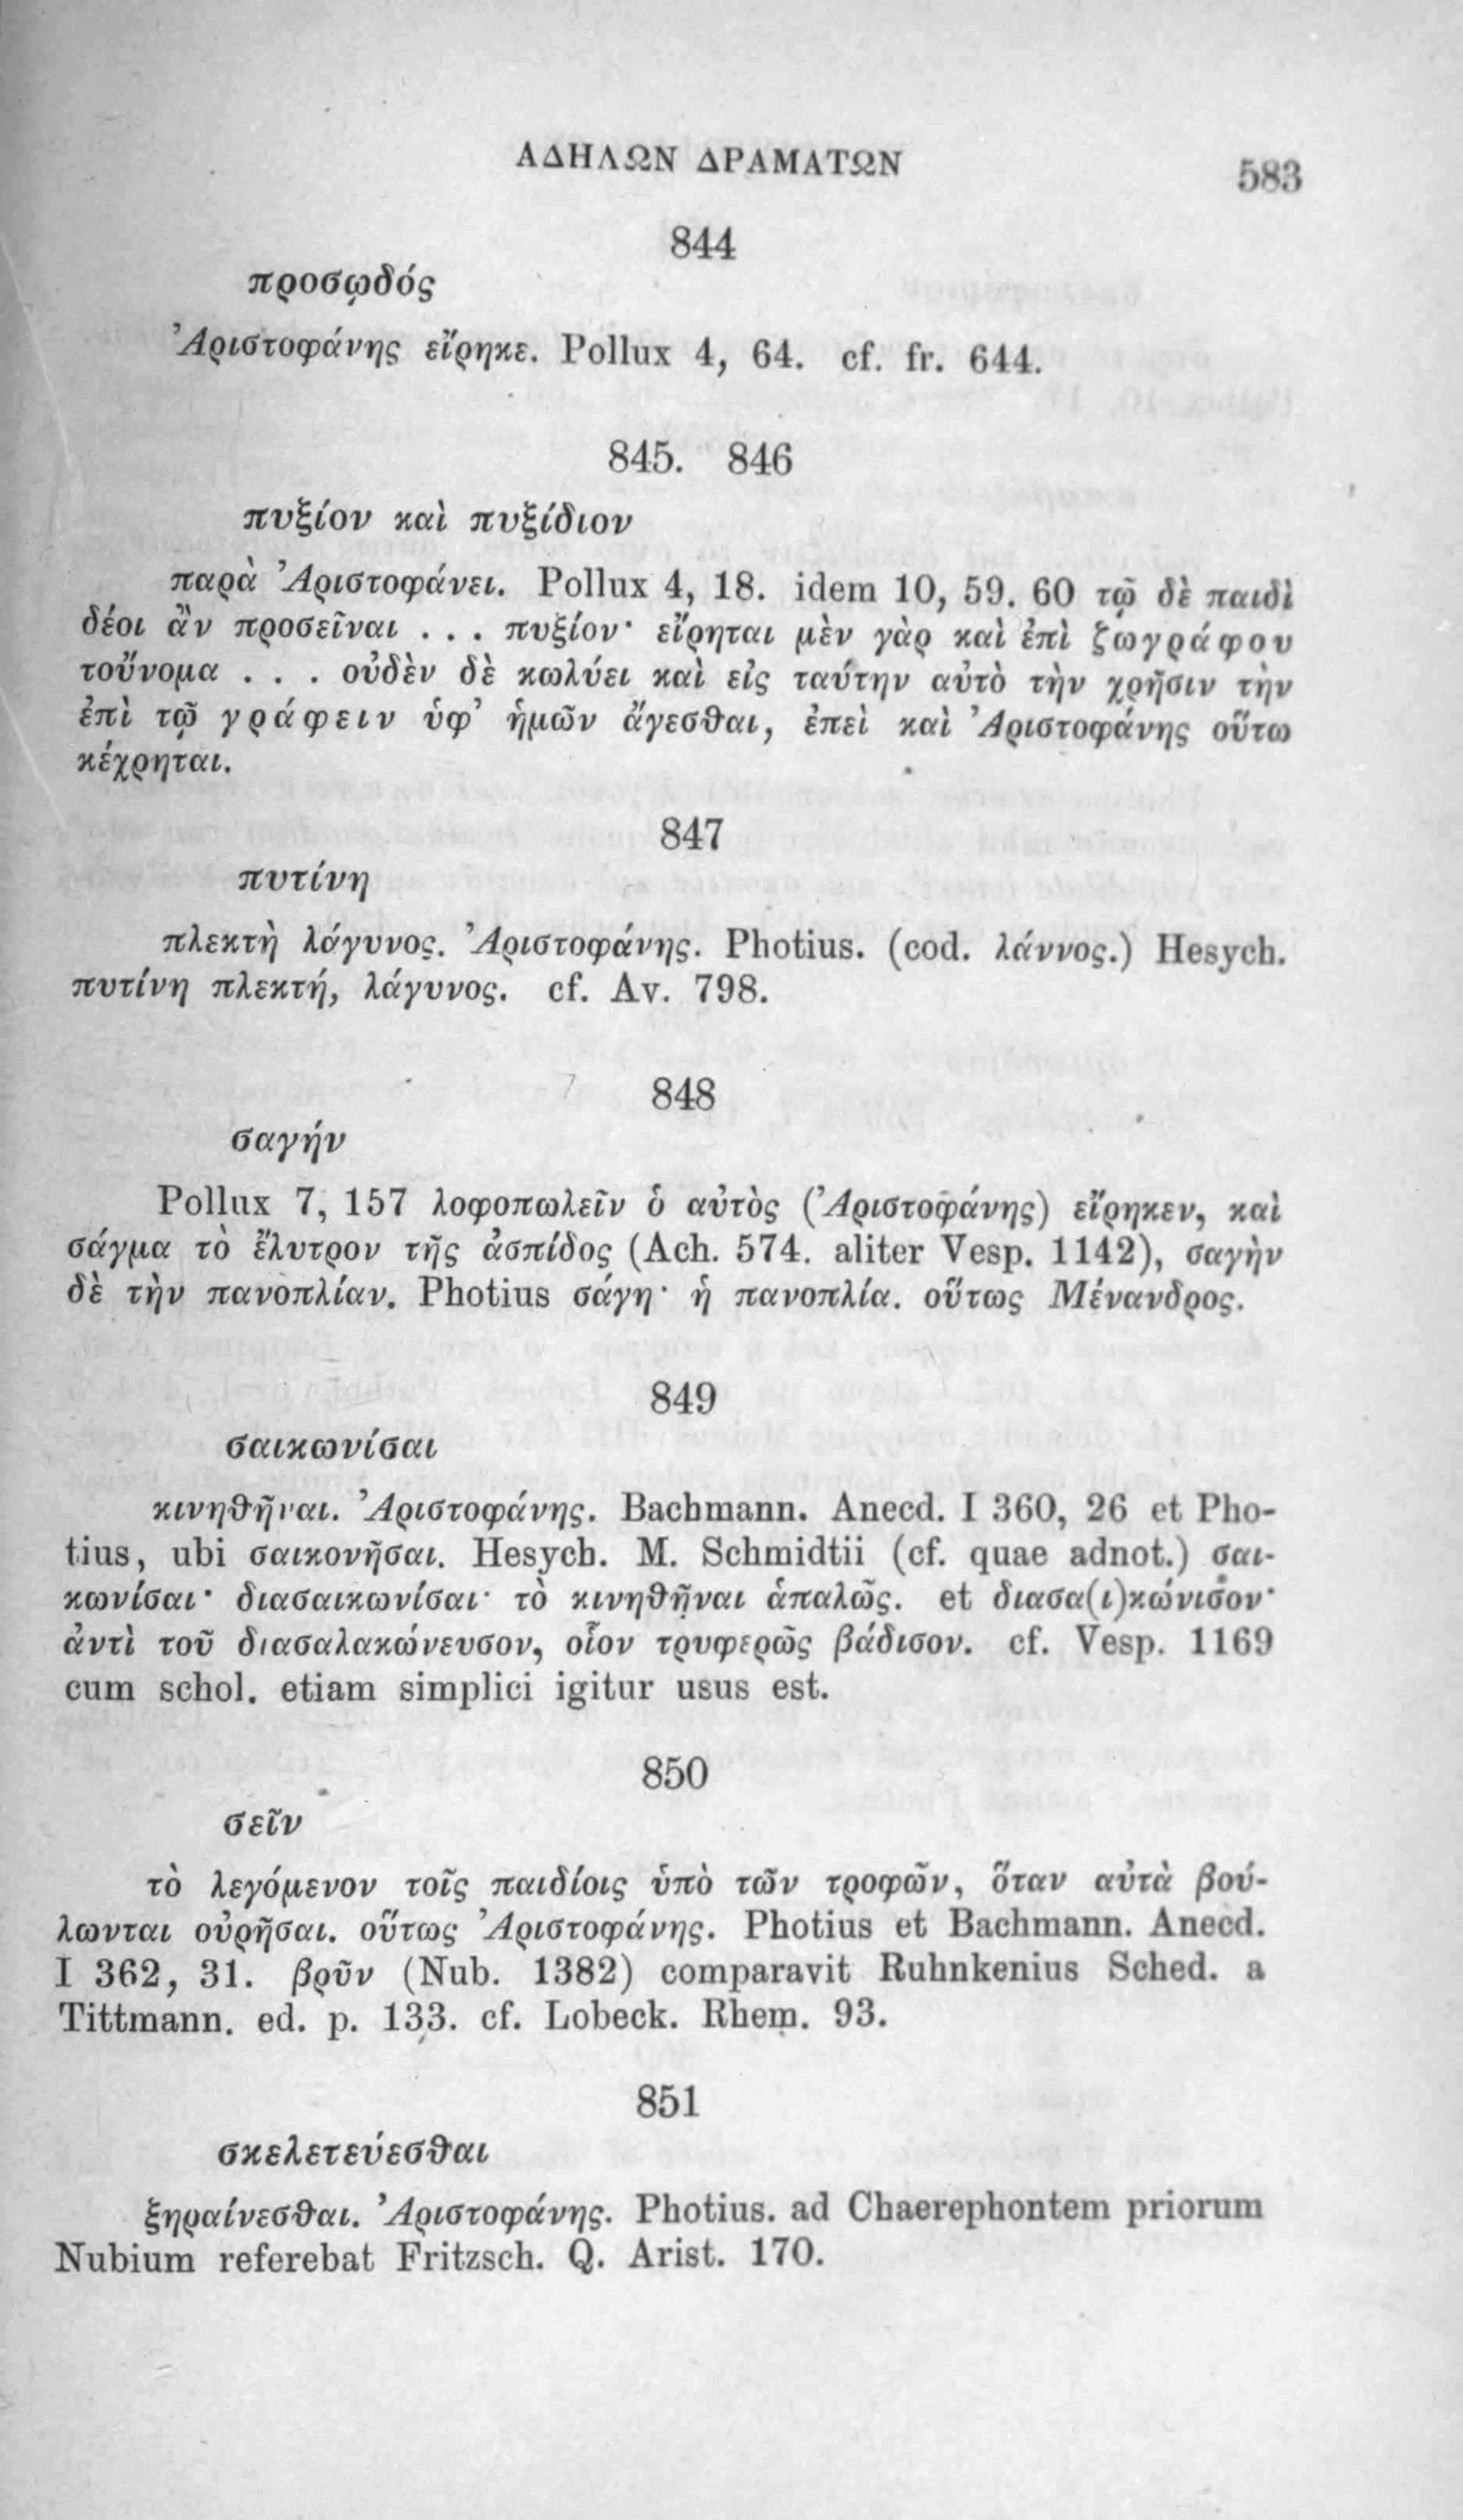 ΑΔΗΛΩΝ ΔΡΑΜΑΤΩΝ 583
844
προσῳδός
Ἀριστοφάνης εἴρηκε. Pollux 4, 64. cf. fr. 644.
845. 846
πυξίον καὶ πυξίδιον
παρὰ Ἀριστοφάνει. Pollux 4, 18. idem 10, 59. 60 τῷ δὲ παιδὶ
δέοι ἂν προσεῖναι . . . πυξίον· εἴρηται μὲν γὰρ καὶ ἐπὶ ζωγράφου
τοὔνομα . . . οὐδὲν δὲ κωλύει καὶ εἰς ταύτην αὐτὸ τὴν χρῆσιν τὴν
ἐπὶ τῷ γράφειν ὑφ’ ἡμῶν ἄγεσθαι, ἐπεὶ καὶ Ἀριστοφάνης οὕτω
κέχρηται.
847
πυτίνη
πλεκτὴ λάγυνος. Ἀριστοφάνης. Photius. (cod. λάννος.) Hesych.
πυτίνη πλεκτή, λάγυνος. cf. Av. 798.
848
σαγήν
Pollux 7, 157 λοφοπωλεῖν ὁ αὐτὸς (Ἀριστοφάνης) εἴρηκεν, καὶ
σάγμα τὸ ἔλυτρον τῆς ἀσπίδος (Ach. 574. aliter Vesp. 1142), σαγὴν
δὲ τὴν πανοπλίαν. Photius σάγη· ἡ πανοπλία. οὕτως Μένανδρος.
849
σαικωνίσαι
κινηθῆναι. Ἀριστοφάνης. Bachmann. Anecd. I 360, 26 et Pho-
tius, ubi σαικονῆσαι. Hesych. M. Schmidtii (cf. quae adnot.) σαι-
κωνίσαι· διασαικωνίσαι· τὸ κινηθῆναι ἁπαλῶς. et διασα(ι)κώνισον·
ἀντὶ τοῦ διασαλακώνευσον, οἷον τρυφερῶς βάδισον. cf. Vesp. 1169
cum schol. etiam simplici igitur usus est.
850
σεῖν
τὸ λεγόμενον τοῖς παιδίοις ὑπὸ τῶν τροφῶν, ὅταν αὐτὰ βού-
λωνται οὐρῆσαι. οὕτως Ἀριστοφάνης. Photius et Bachmann. Anecd.
I 362, 31. βρῦν (Nub. 1382) comparavit Ruhnkenius Sched. a
Tittmann. ed. p. 133. cf. Lobeck. Rhem. 93.
851
σκελετεύεσθαι
ξηραίνεσθαι. Ἀριστοφάνης. Photius. ad Chaerephontem priorum
Nubium referebat Fritzsch. Q. Arist. 170.